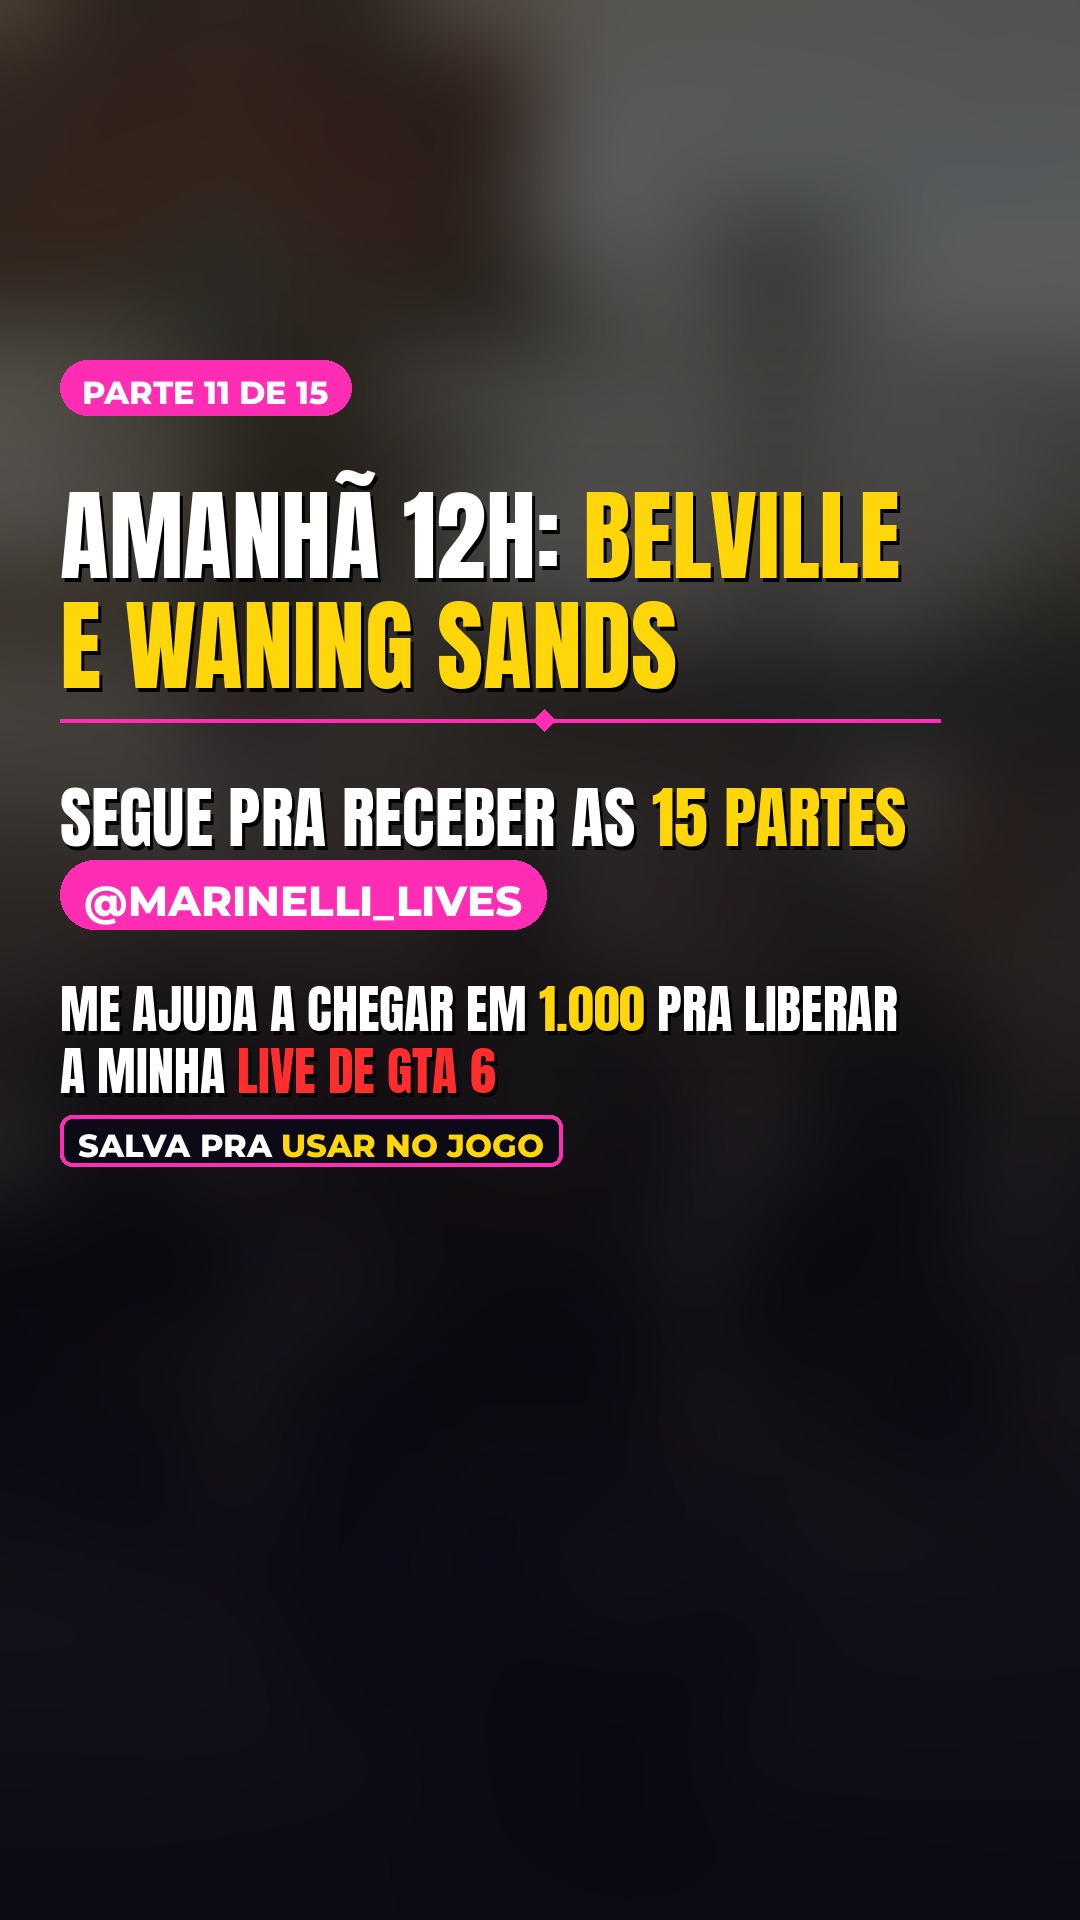 PARTE 11 DE 15
AMANHÃ 12H: BELVILLE
E WANING SANDS
SEGUE PRA RECEBER AS 15 PARTES
@MARINELLI_LIVES
ME AJUDA A CHEGAR EM 1.000 PRA LIBERAR
A MINHA LIVE DE GTA 6
SALVA PRA USAR NO JOGO